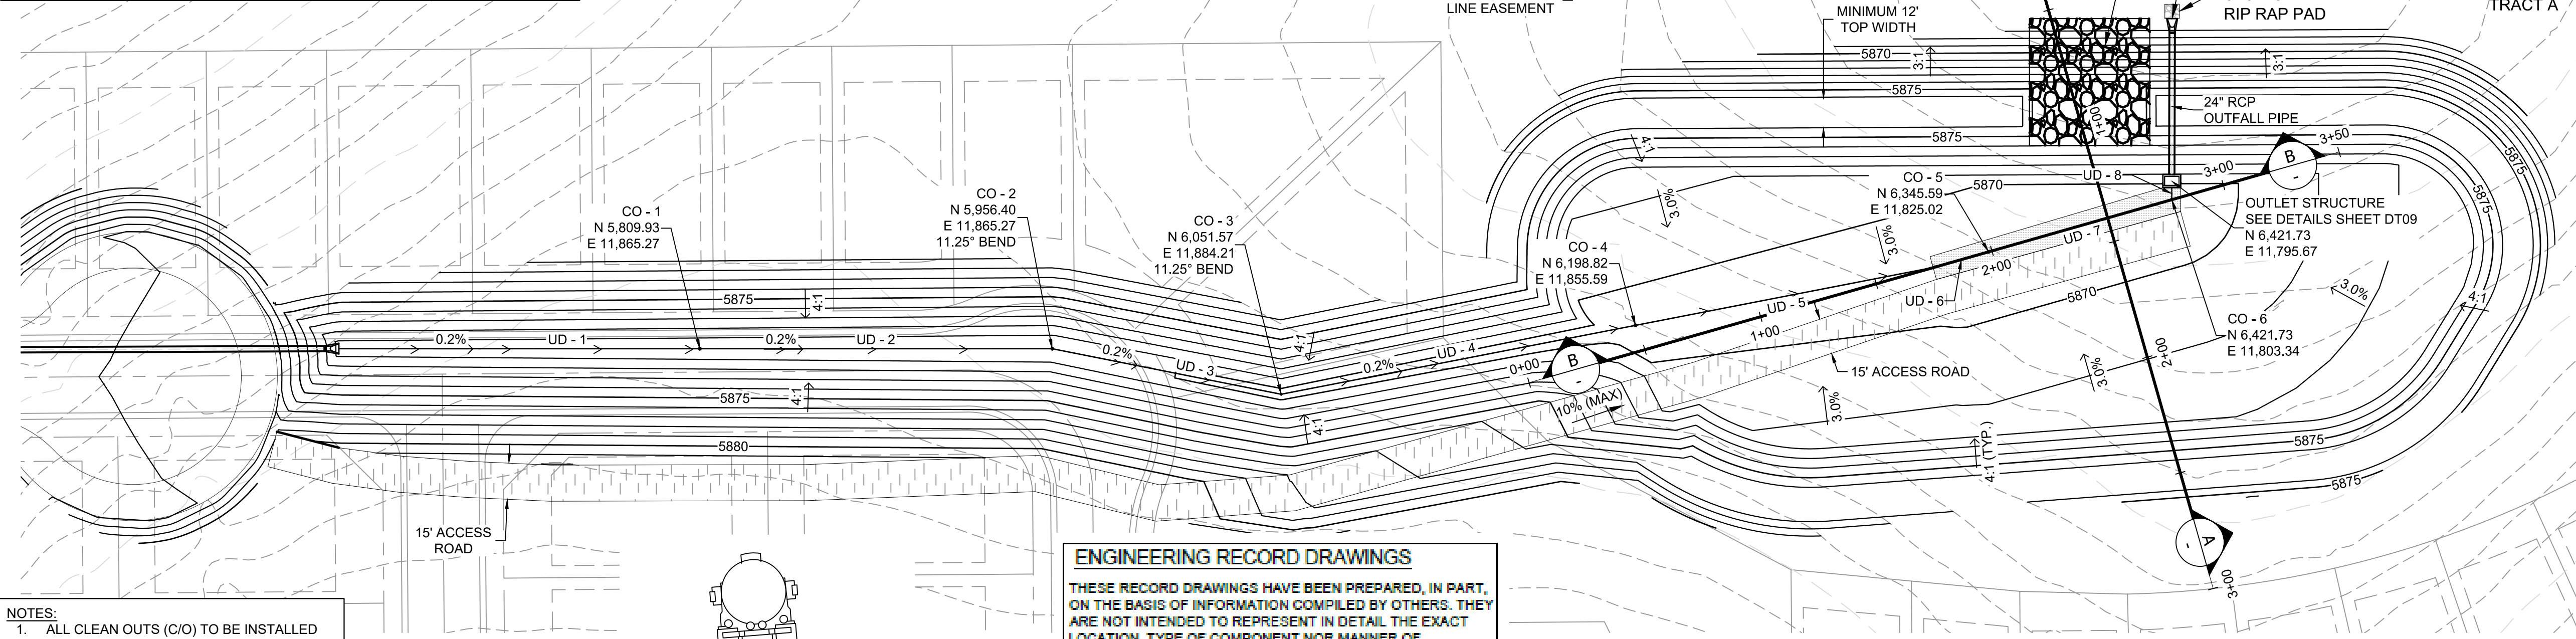 LINE EASEMENT
MINIMUM 12'
TOP WIDTH
RIP RAP PAD
TRACT A
5870
3:1
3:1
5875
24" RCP
OUTFALL PIPE
1+00
5875
4:1
3+50
B
-
3+00
5875
5875
CO - 5
N 6,345.59
E 11,825.02
5870
UD - 8
OUTLET STRUCTURE
SEE DETAILS SHEET DT09
N 6,421.73
E 11,795.67
3.0%
3.0%
UD - 7
2+00
UD - 6
5870
3.0%
4:1
CO - 6
N 6,421.73
E 11,803.34
CO - 1
N 5,809.93
E 11,865.27
CO - 2
N 5,956.40
E 11,865.27
11.25° BEND
CO - 3
N 6,051.57
E 11,884.21
11.25° BEND
CO - 4
N 6,198.82
E 11,855.59
5875
4:1
0.2%
UD - 1
0.2%
UD - 2
0.2%
UD - 3
4:1
0.2%
UD - 4
UD - 5
1+00
0+00
B
-
15' ACCESS ROAD
2+00
3.0%
3.0%
5875
4:1
10% (MAX)
4:1
4:1 (TYP.)
5875
5875
5880
15' ACCESS
ROAD
A
-
3+00
ENGINEERING RECORD DRAWINGS
THESE RECORD DRAWINGS HAVE BEEN PREPARED, IN PART,
ON THE BASIS OF INFORMATION COMPILED BY OTHERS. THEY
ARE NOT INTENDED TO REPRESENT IN DETAIL THE EXACT
LOCATION, TYPE OF COMPONENT NOR MANNER OF
NOTES:
1. ALL CLEAN OUTS (C/O) TO BE INSTALLED